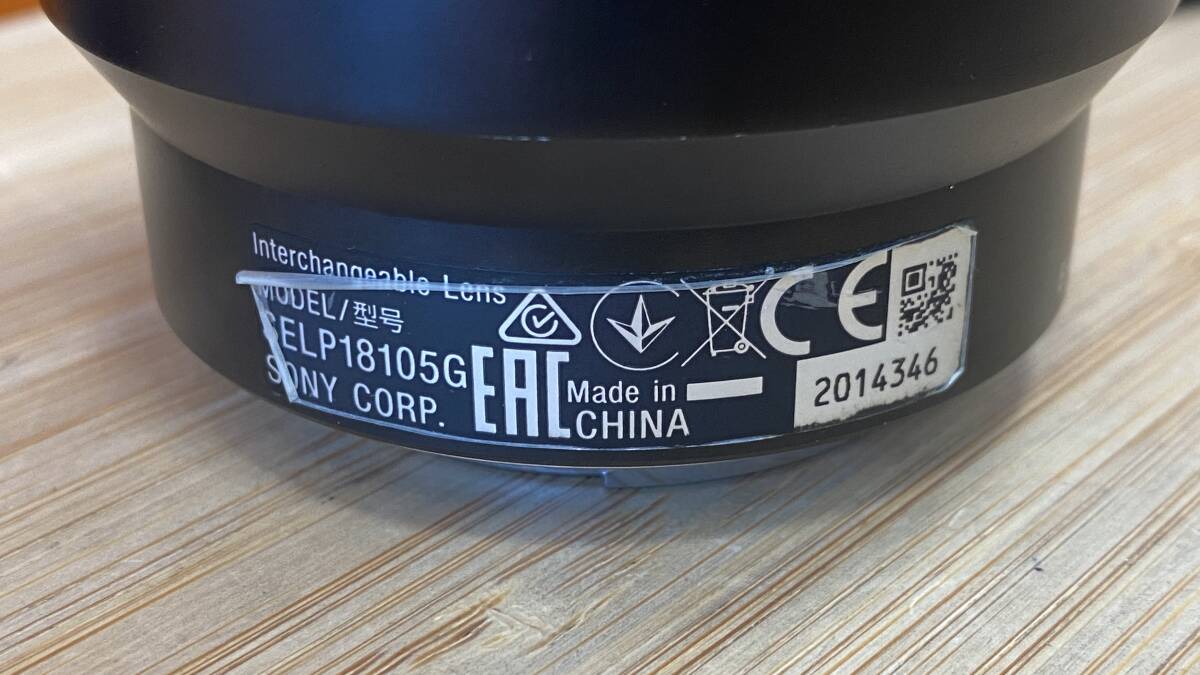 Interchangeable Lens
MODEL/型号
SELP18105G
SONY CORP.
EAC
Made in
CHINA
CE
2014346